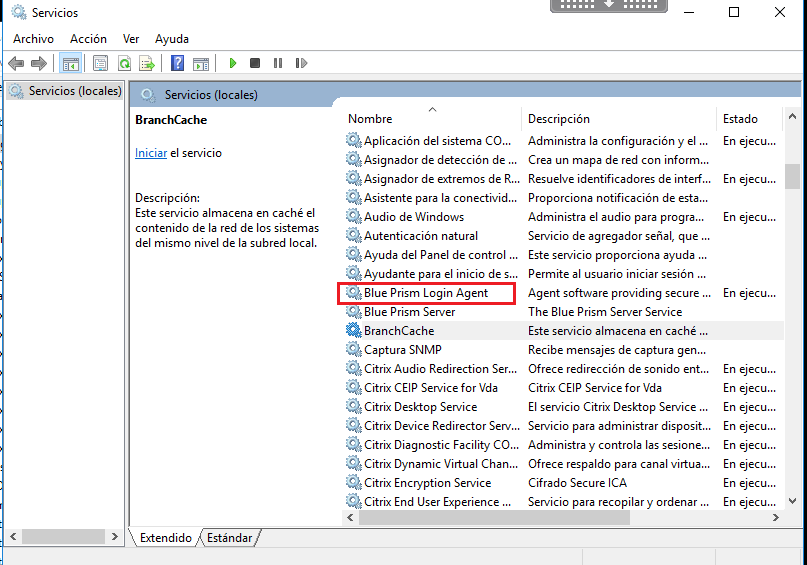 Servicios
Archivo Acción Ver Ayuda
Servicios (locales)
Servicios (locales)
BranchCache
Iniciar el servicio
Descripción:
Este servicio almacena en caché el
contenido de la red de los sistemas
del mismo nivel de la subred local.
Nombre Descripción Estado
Aplicación del sistema CO... Administra la configuración y el ... En ejecu...
Asignador de detección de ... Crea un mapa de red con inform...
Asignador de extremos de R... Resuelve identificadores de interf... En ejecu...
Asistente para la conectivid... Proporciona notificación de esta...
Audio de Windows Administra el audio para progra... En ejecu...
Autenticación natural Servicio de agregador señal, que ...
Ayuda del Panel de control ... Este servicio proporciona ayuda ...
Ayudante para el inicio de s... Permite al usuario iniciar sesión ...
Blue Prism Login Agent Agent software providing secure ... En ejecu...
Blue Prism Server The Blue Prism Server Service
BranchCache Este servicio almacena en caché ...
Captura SNMP Recibe mensajes de captura gen...
Citrix Audio Redirection Ser... Ofrece redirección de sonido ent... En ejecu...
Citrix CEIP Service for Vda Citrix CEIP Service for Vda En ejecu...
Citrix Desktop Service El servicio Citrix Desktop Service ... En ejecu...
Citrix Device Redirector Serv... Servicio para administrar disposit... En ejecu...
Citrix Diagnostic Facility CO... Administra y controla las sesione... En ejecu...
Citrix Dynamic Virtual Chan... Ofrece respaldo para canal virtua... En ejecu...
Citrix Encryption Service Cifrado Secure ICA En ejecu...
Citrix End User Experience ... Servicio para recopilar y ordenar ... En ejecu...
Extendido Estándar